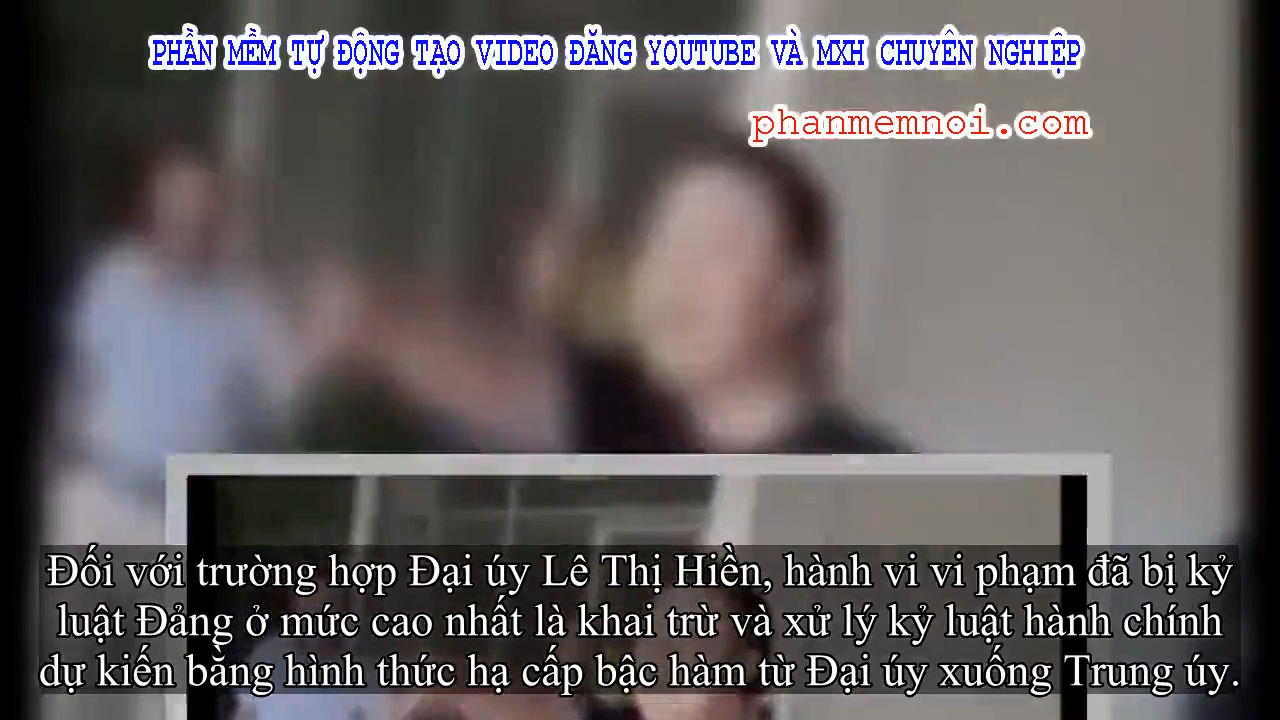 PHẦN MỀM TỰ ĐỘNG TẠO VIDEO ĐĂNG YOUTUBE VÀ MXH CHUYÊN NGHIỆP
phanmemnoi.com
Đối với trường hợp Đại úy Lê Thị Hiền, hành vi vi phạm đã bị kỷ
luật Đảng ở mức cao nhất là khai trừ và xử lý kỷ luật hành chính
dự kiến bằng hình thức hạ cấp bậc hàm từ Đại úy xuống Trung úy.